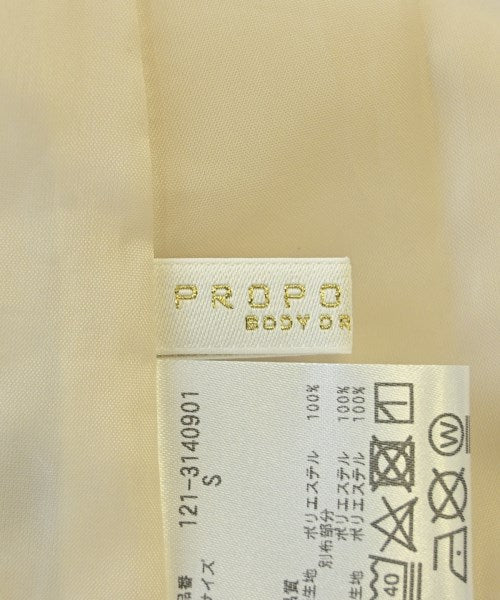 PROPO
BODY DR
品番 121-3140901
サイズ S
品質
生地 ポリエステル 100%
別布部分
ポリエステル 100%
生地 ポリエステル 100%
40
W